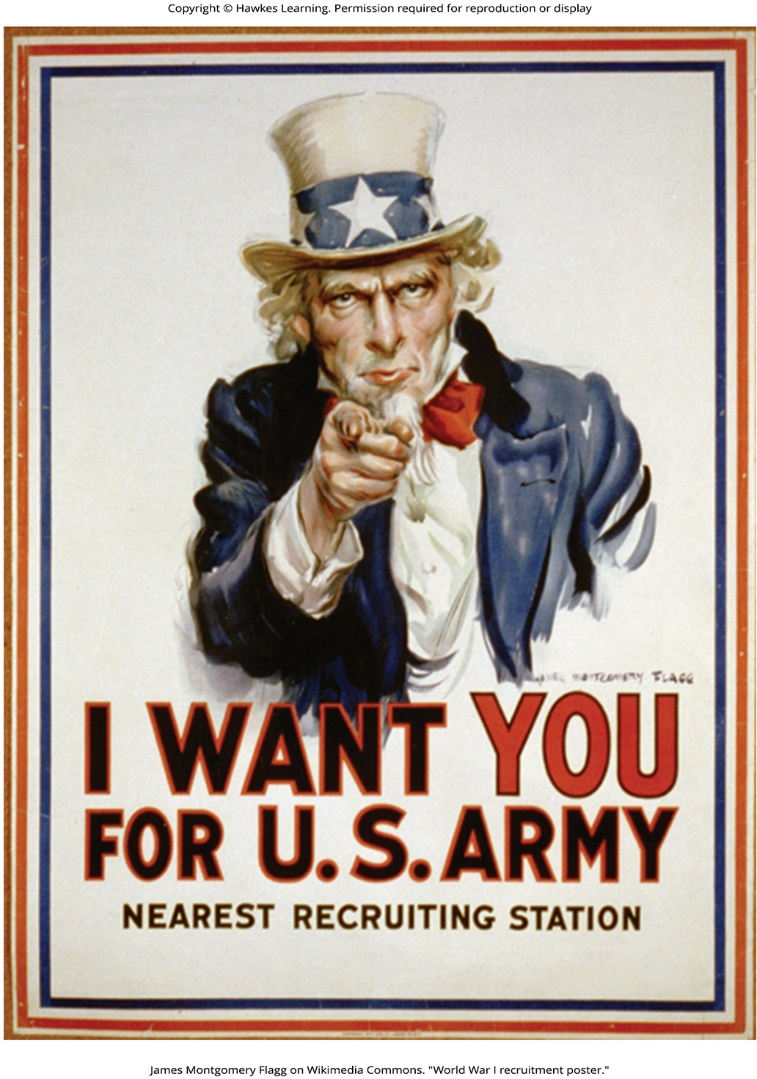 Copyright © Hawkes Learning. Permission required for reproduction or display
MONTGOMERY FLAGG
I WANT YOU
FOR U.S. ARMY
NEAREST RECRUITING STATION
James Montgomery Flagg on Wikimedia Commons. "World War I recruitment poster."